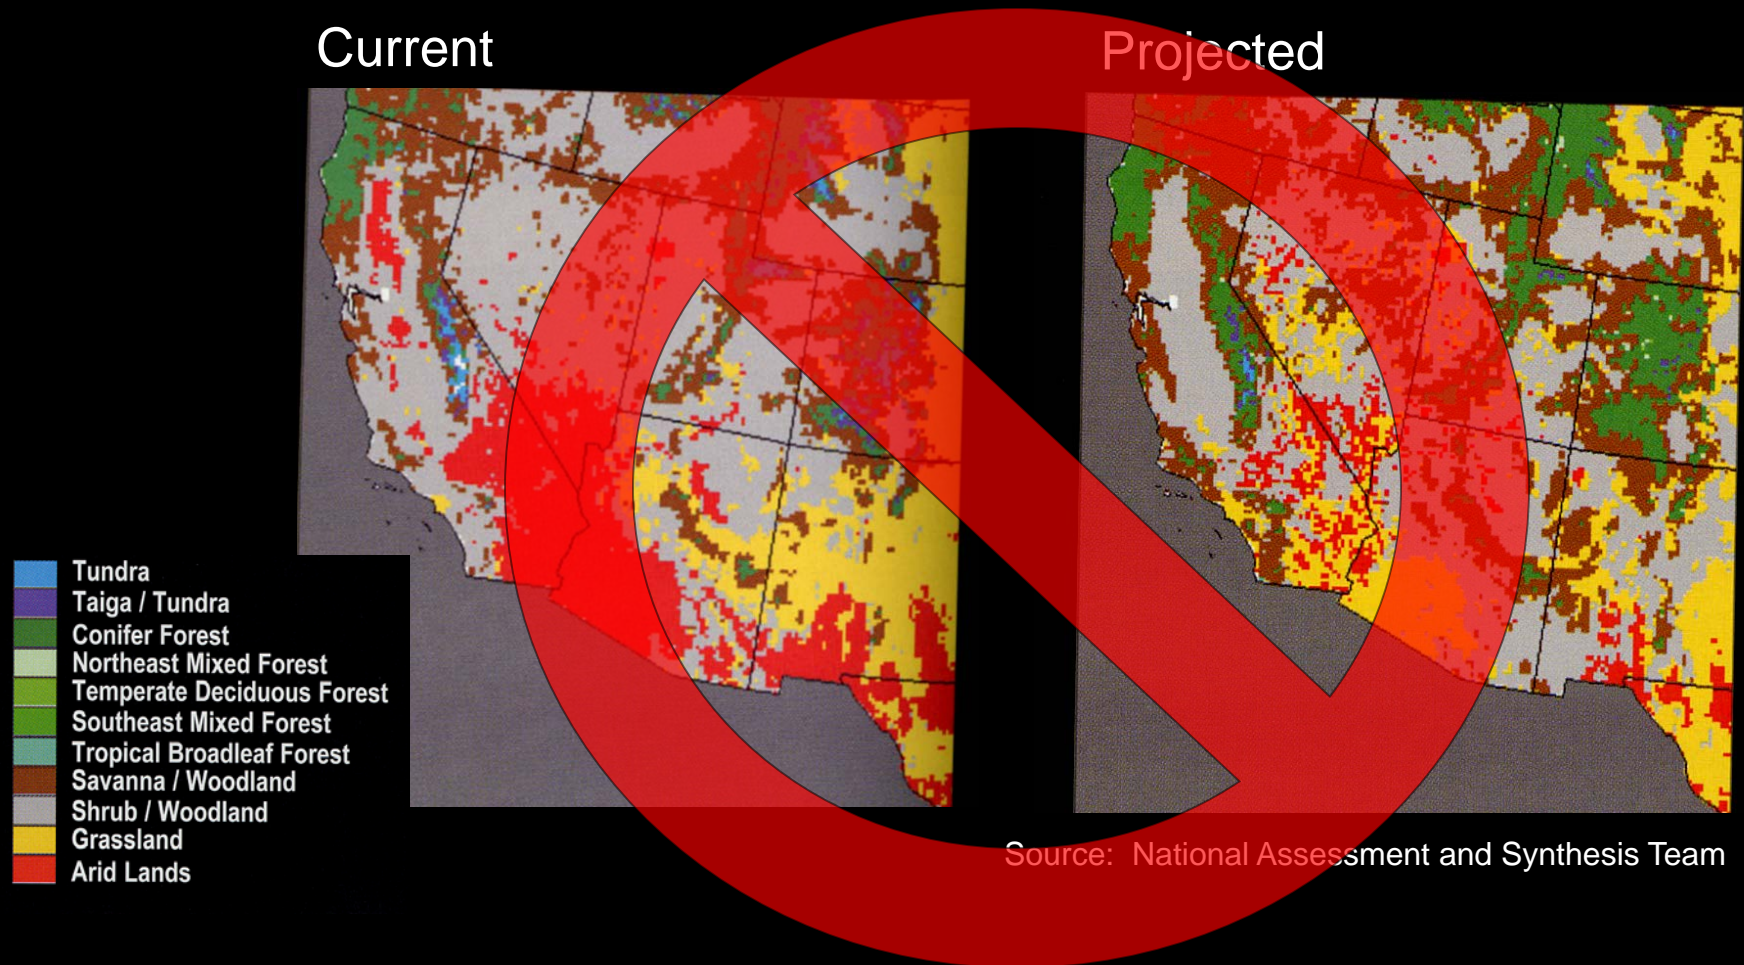 Current
Projected
Tundra
Taiga / Tundra
Conifer Forest
Northeast Mixed Forest
Temperate Deciduous Forest
Southeast Mixed Forest
Tropical Broadleaf Forest
Savanna / Woodland
Shrub / Woodland
Grassland
Arid Lands
Source: National Assessment and Synthesis Team